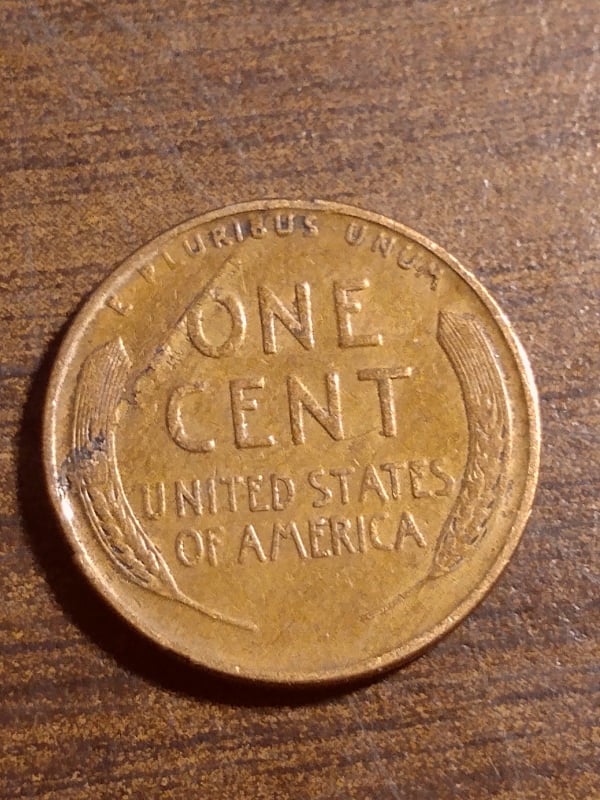 E PLURIBUS UNUM
ONE
CENT
UNITED STATES
OF AMERICA